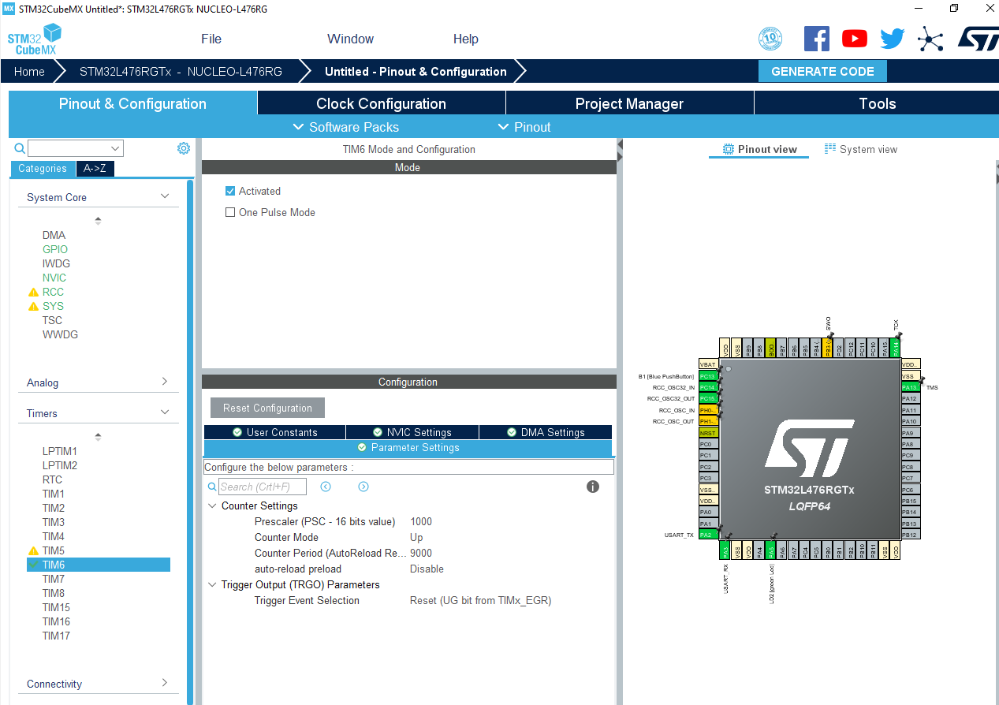 MX STM32CubeMX Untitled*: STM32L476RGTx NUCLEO-L476RG
STM32
CubeMX
File Window Help
10
ST
Home STM32L476RGTx - NUCLEO-L476RG Untitled - Pinout & Configuration GENERATE CODE
Pinout & Configuration Clock Configuration Project Manager Tools
Software Packs Pinout
Categories A->Z
System Core
DMA
GPIO
IWDG
NVIC
RCC
SYS
TSC
WWDG
Analog
Timers
LPTIM1
LPTIM2
RTC
TIM1
TIM2
TIM3
TIM4
TIM5
TIM6
TIM7
TIM8
TIM15
TIM16
TIM17
Connectivity
TIM6 Mode and Configuration
Mode
Activated
One Pulse Mode
Configuration
Reset Configuration
User Constants NVIC Settings DMA Settings
Parameter Settings
Configure the below parameters :
Search (Crtl+F)
Counter Settings
Prescaler (PSC - 16 bits value) 1000
Counter Mode Up
Counter Period (AutoReload Re... 9000
auto-reload preload Disable
Trigger Output (TRGO) Parameters
Trigger Event Selection Reset (UG bit from TIMx_EGR)
Pinout view System view
SWO TCK
VDD VSS PB9 PB8 BOO PB7 PB6 PB5 PB4 ( PB3 ( PD2 PC12 PC11 PC10 PA15 PA14
VBAT
B1 [Blue PushButton] PC13
RCC_OSC32_IN PC14..
RCC_OSC32_OUT PC15..
RCC_OSC_IN PH0-..
RCC_OSC_OUT PH1-..
NRST
PC0
PC1
PC2
PC3
VSS..
VDD..
PA0
PA1
USART_TX PA2
ST
STM32L476RGTx
LQFP64
VDD..
VSS
PA13.. TMS
PA12
PA11
PA10
PA9
PA8
PC9
PC8
PC7
PC6
PB15
PB14
PB13
PB12
PA3 VSS VDD PA4 PA5 PA6 PA7 PC4 PC5 PB0 PB1 PB2 PB10 PB11 VSS VDD
USART_RX LD2 [green Led]